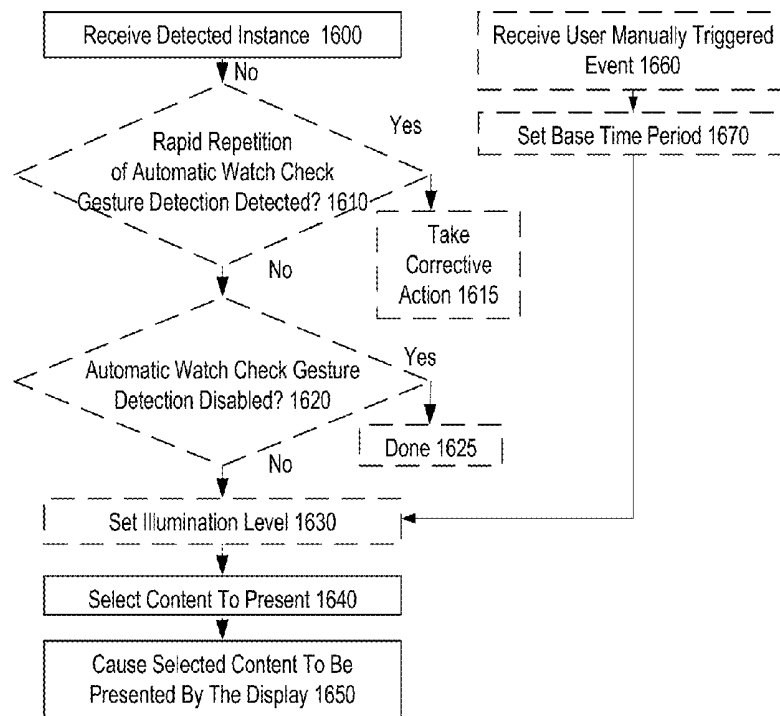 Receive Detected Instance 1600
No
Rapid Repetition
of Automatic Watch Check
Gesture Detection Detected? 1610
Yes
Take
Corrective
Action 1615
No
Automatic Watch Check Gesture
Detection Disabled? 1620
Yes
Done 1625
No
Set Illumination Level 1630
Select Content To Present 1640
Cause Selected Content To Be
Presented By The Display 1650
Receive User Manually Triggered
Event 1660
Set Base Time Period 1670